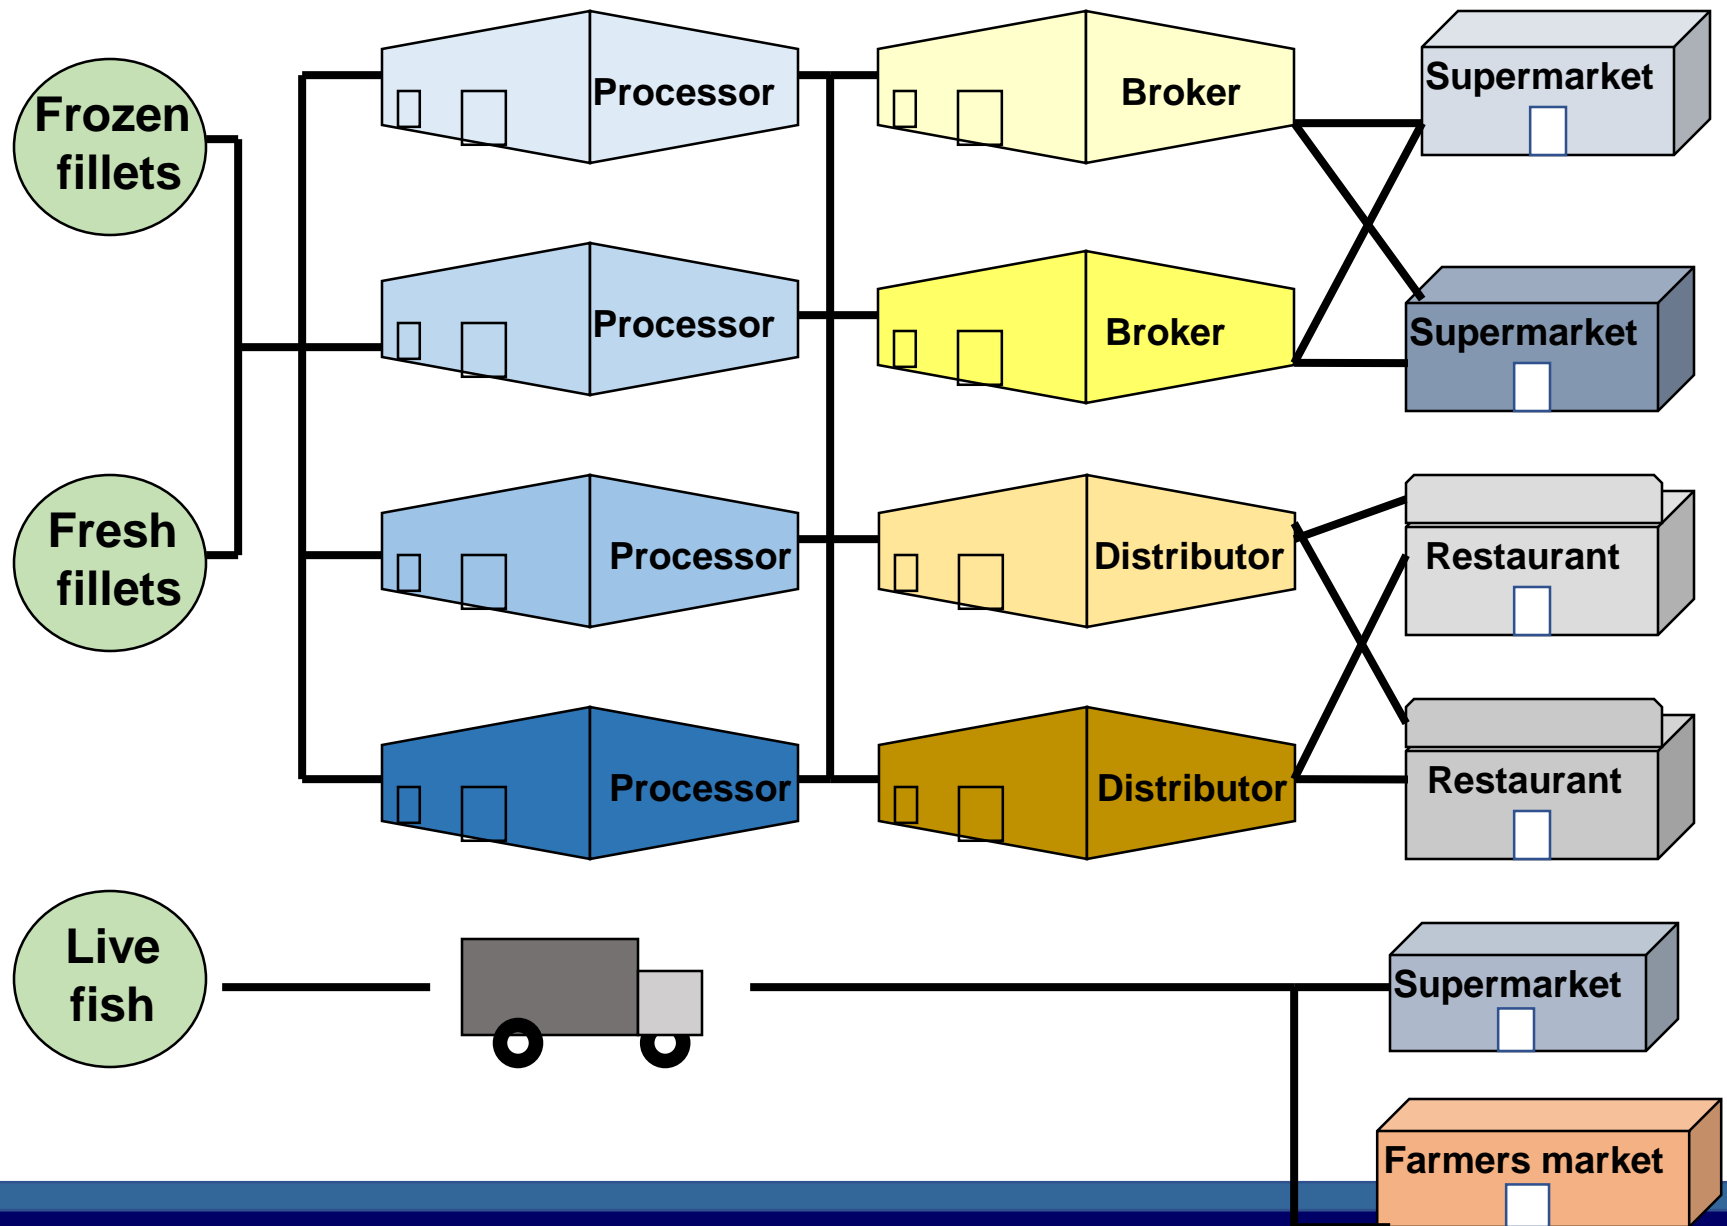 Frozen
fillets
Processor
Broker
Supermarket
Processor
Broker
Supermarket
Fresh
fillets
Processor
Distributor
Restaurant
Processor
Distributor
Restaurant
Live
fish
Supermarket
Farmers market